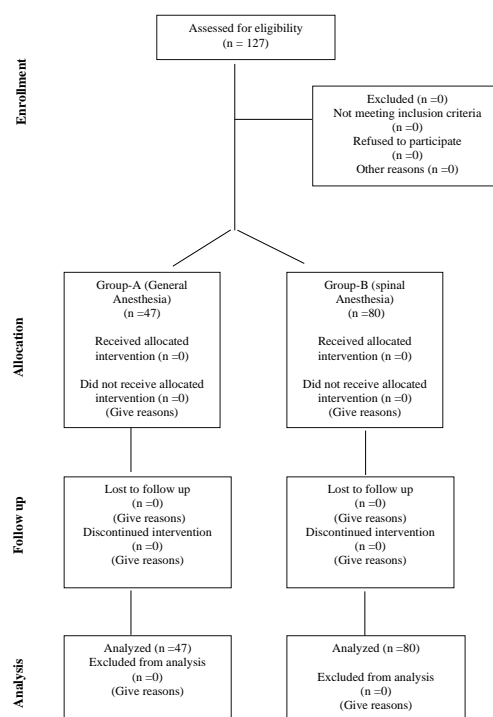 Assessed for eligibility
(n = 127)
Enrollment
Excluded (n =0)
Not meeting inclusion criteria
(n =0)
Refused to participate
(n =0)
Other reasons (n =0)
Allocation
Group-A (General
Anesthesia)
(n =47)
Received allocated
intervention (n =0)
Did not receive allocated
intervention (n =0)
(Give reasons)
Group-B (spinal
Anesthesia)
(n =80)
Received allocated
intervention (n =0)
Did not receive allocated
intervention (n =0)
(Give reasons)
Follow up
Lost to follow up
(n =0)
(Give reasons)
Discontinued intervention
(n =0)
(Give reasons)
Lost to follow up
(n =0)
(Give reasons)
Discontinued intervention
(n =0)
(Give reasons)
Analysis
Analyzed (n =47)
Excluded from analysis
(n =0)
(Give reasons)
Analyzed (n =80)
Excluded from analysis
(n =0)
(Give reasons)